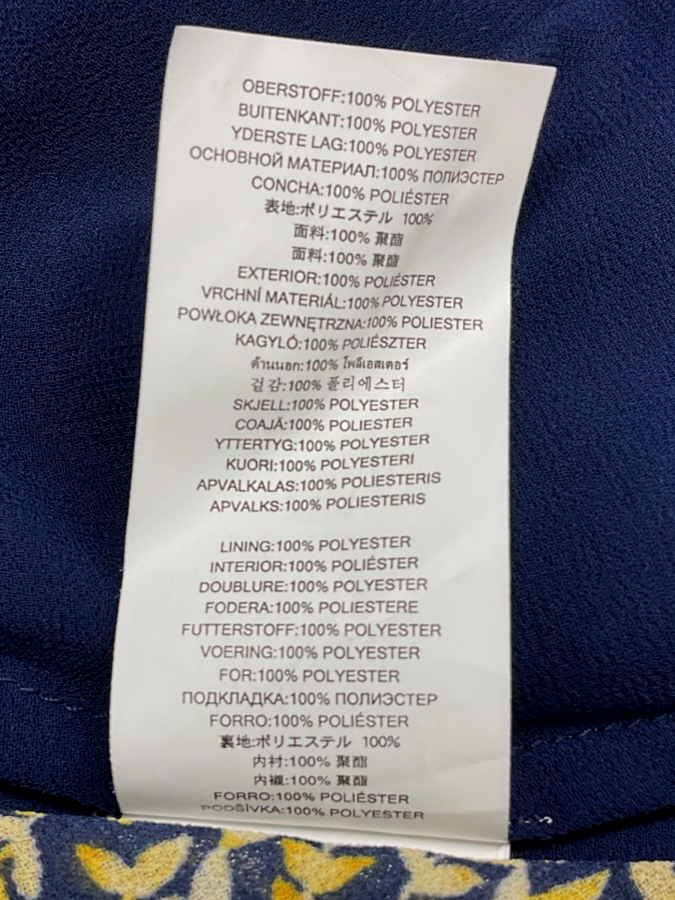 OBERSTOFF:100% POLYESTER
BUITENKANT:100% POLYESTER
YDERSTE LAG:100% POLYESTER
ОСНОВНОЙ МАТЕРИАЛ:100% ПОЛИЭСТЕР
CONCHA:100% POLIÉSTER
表地:ポリエステル 100%
面料:100% 聚酯
面料:100% 聚酯
EXTERIOR:100% POLIÉSTER
VRCHNÍ MATERIÁL:100% POLYESTER
POWŁOKA ZEWNĘTRZNA:100% POLIESTER
KAGYLÓ:100% POLIÉSZTER
ด้านนอก:100% โพลีเอสเตอร์
겉감:100% 폴리에스터
SKJELL:100% POLYESTER
COAJĂ:100% POLIESTER
YTTERTYG:100% POLYESTER
KUORI:100% POLYESTERI
APVALKALAS:100% POLIESTERIS
APVALKS:100% POLIESTERIS
LINING:100% POLYESTER
INTERIOR:100% POLIÉSTER
DOUBLURE:100% POLYESTER
FODERA:100% POLIESTERE
FUTTERSTOFF:100% POLYESTER
VOERING:100% POLYESTER
FOR:100% POLYESTER
ПОДКЛАДКА:100% ПОЛИЭСТЕР
FORRO:100% POLIÉSTER
裏地:ポリエステル 100%
内衬:100% 聚酯
内襯:100% 聚酯
FORRO:100% POLIÉSTER
PODŠÍVKA:100% POLYESTER